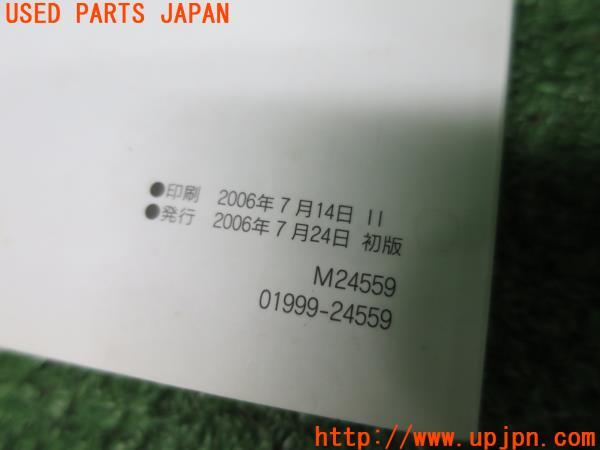 USED PARTS JAPAN
●印刷 2006年7月14日 II
●発行 2006年7月24日 初版
M24559
01999-24559
http://www.upjpn.com